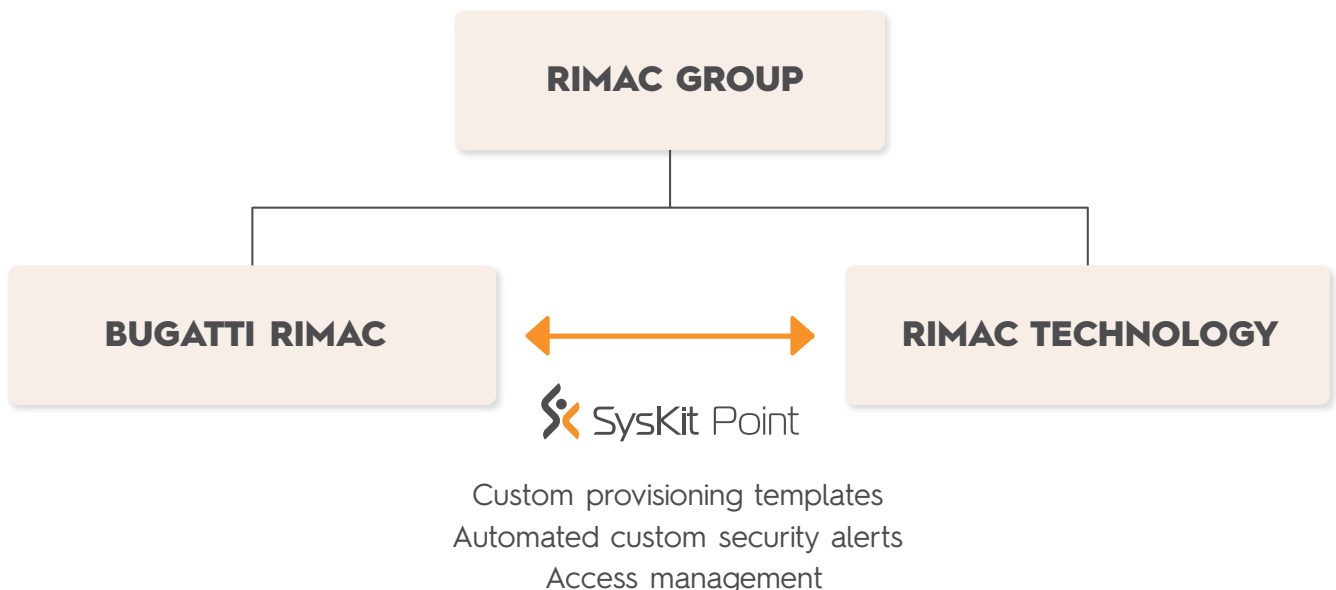 RIMAC GROUP
BUGATTI RIMAC
RIMAC TECHNOLOGY
SysKit Point
Custom provisioning templates
Automated custom security alerts
Access management